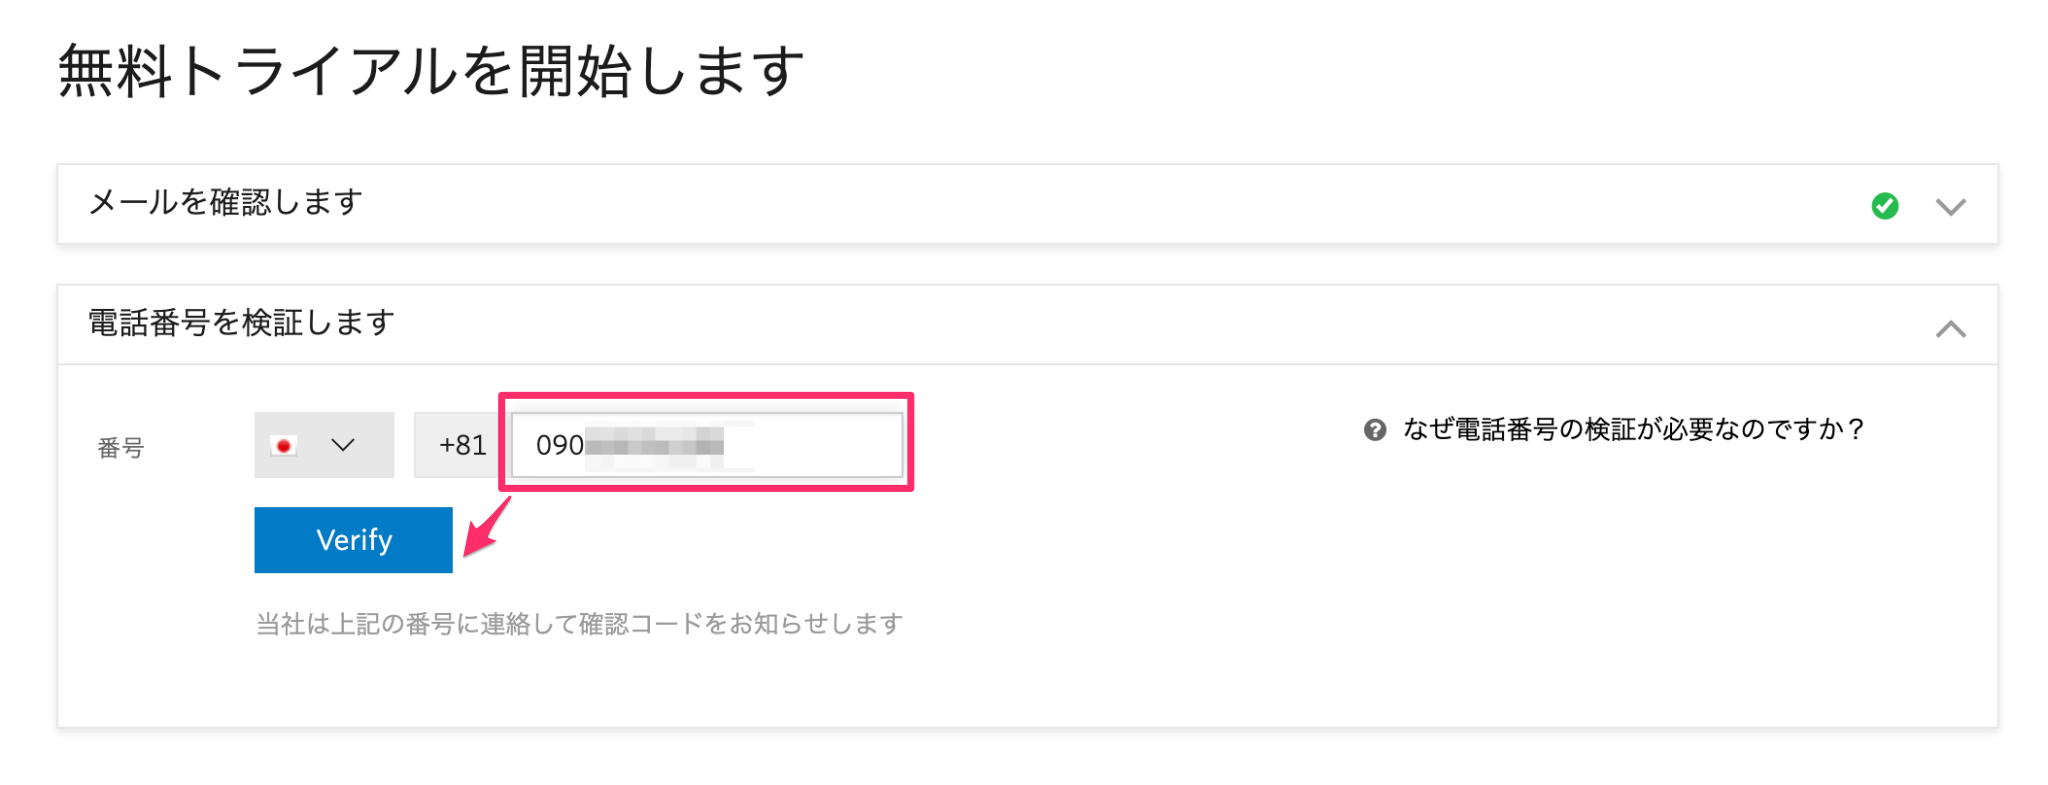 無料トライアルを開始します
メールを確認します
電話番号を検証します
番号
+81
090
なぜ電話番号の検証が必要なのですか？
Verify
当社は上記の番号に連絡して確認コードをお知らせします